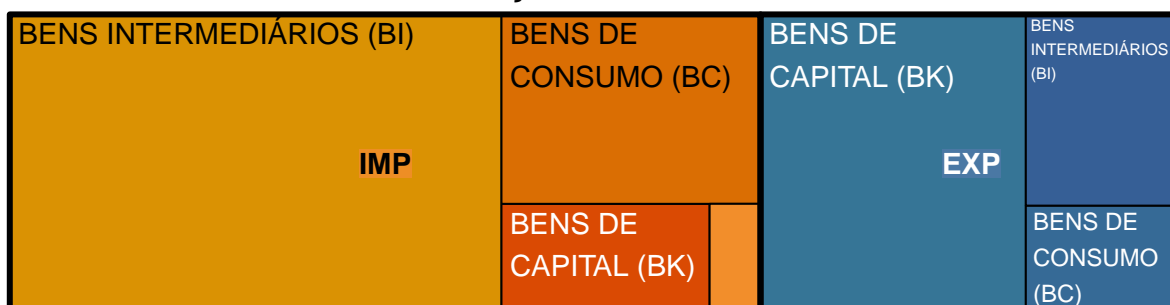 BENS INTERMEDIÁRIOS (BI)
IMP
BENS DE
CONSUMO (BC)
BENS DE
CAPITAL (BK)
BENS DE
CAPITAL (BK)
EXP
BENS
INTERMEDIÁRIOS
(BI)
BENS DE
CONSUMO
(BC)